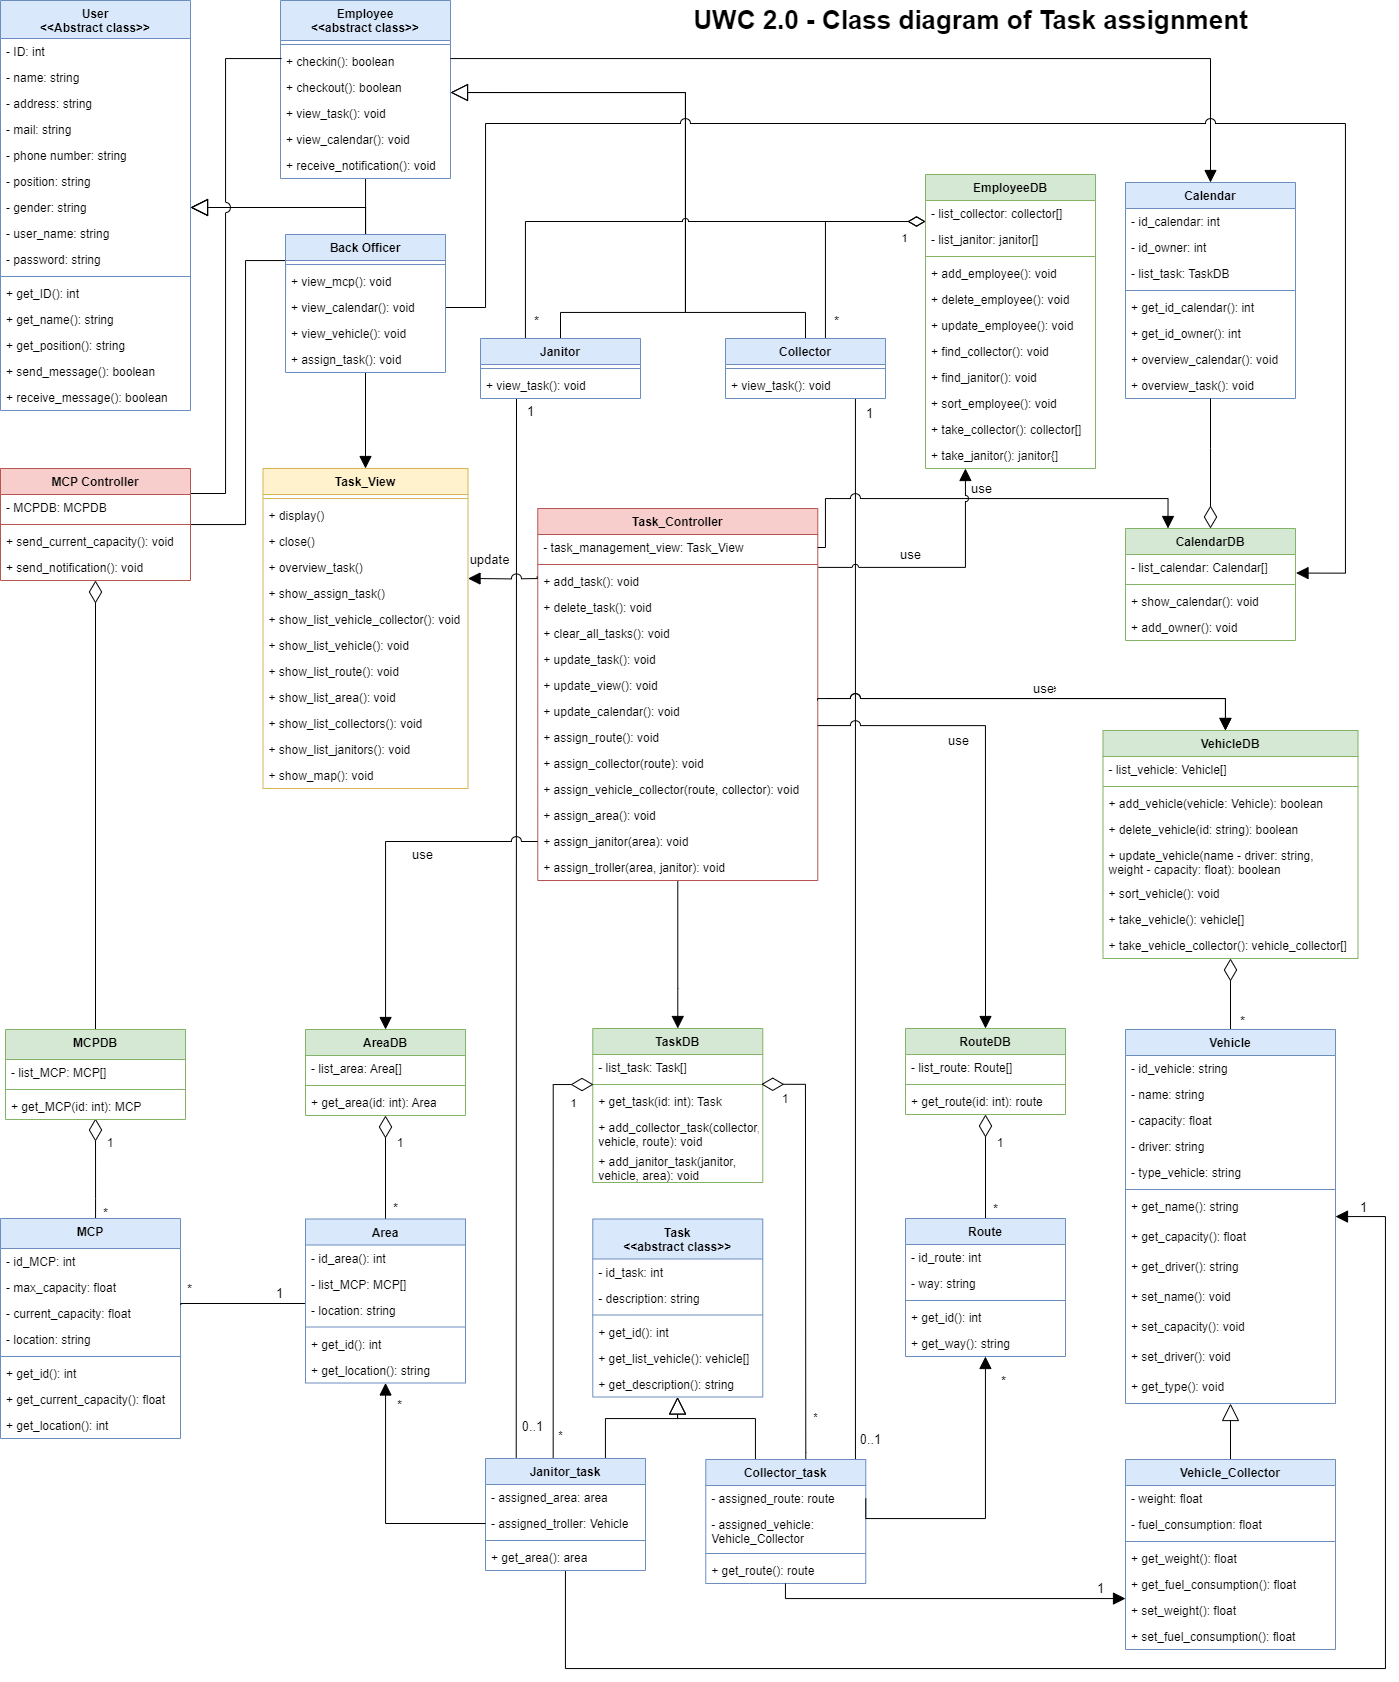 UWC 2.0 - Class diagram of Task assignment
User
<<Abstract class>>
- ID: int
- name: string
- address: string
- mail: string
- phone number: string
- position: string
- gender: string
- user_name: string
- password: string
+ get_ID(): int
+ get_name(): string
+ get_position(): string
+ send_message(): boolean
+ receive_message(): boolean
Employee
<<abstract class>>
+ checkin(): boolean
+ checkout(): boolean
+ view_task(): void
+ view_calendar(): void
+ receive_notification(): void
Back Officer
+ view_mcp(): void
+ view_calendar(): void
+ view_vehicle(): void
+ assign_task(): void
Janitor
+ view_task(): void
Collector
+ view_task(): void
*
*
1
1
1
EmployeeDB
- list_collector: collector[]
- list_janitor: janitor[]
+ add_employee(): void
+ delete_employee(): void
+ update_employee(): void
+ find_collector(): void
+ find_janitor(): void
+ sort_employee(): void
+ take_collector(): collector[]
+ take_janitor(): janitor{]
Calendar
- id_calendar: int
- id_owner: int
- list_task: TaskDB
+ get_id_calendar(): int
+ get_id_owner(): int
+ overview_calendar(): void
+ overview_task(): void
MCP Controller
- MCPDB: MCPDB
+ send_current_capacity(): void
+ send_notification(): void
Task_View
+ display()
+ close()
+ overview_task()
+ show_assign_task()
+ show_list_vehicle_collector(): void
+ show_list_vehicle(): void
+ show_list_route(): void
+ show_list_area(): void
+ show_list_collectors(): void
+ show_list_janitors(): void
+ show_map(): void
update
Task_Controller
- task_management_view: Task_View
+ add_task(): void
+ delete_task(): void
+ clear_all_tasks(): void
+ update_task(): void
+ update_view(): void
+ update_calendar(): void
+ assign_route(): void
+ assign_collector(route): void
+ assign_vehicle_collector(route, collector): void
+ assign_area(): void
+ assign_janitor(area): void
+ assign_troller(area, janitor): void
use
use
use
use
use
CalendarDB
- list_calendar: Calendar[]
+ show_calendar(): void
+ add_owner(): void
VehicleDB
- list_vehicle: Vehicle[]
+ add_vehicle(vehicle: Vehicle): boolean
+ delete_vehicle(id: string): boolean
+ update_vehicle(name - driver: string,
weight - capacity: float): boolean
+ sort_vehicle(): void
+ take_vehicle(): vehicle[]
+ take_vehicle_collector(): vehicle_collector[]
MCPDB
- list_MCP: MCP[]
+ get_MCP(id: int): MCP
1
*
AreaDB
- list_area: Area[]
+ get_area(id: int): Area
1
*
TaskDB
- list_task: Task[]
+ get_task(id: int): Task
+ add_collector_task(collector,
vehicle, route): void
+ add_janitor_task(janitor,
vehicle, area): void
1
1
RouteDB
- list_route: Route[]
+ get_route(id: int): route
1
*
*
Vehicle
- id_vehicle: string
- name: string
- capacity: float
- driver: string
- type_vehicle: string
+ get_name(): string
+ get_capacity(): float
+ get_driver(): string
+ set_name(): void
+ set_capacity(): void
+ set_driver(): void
+ get_type(): void
1
MCP
- id_MCP: int
- max_capacity: float
- current_capacity: float
- location: string
+ get_id(): int
+ get_current_capacity(): float
+ get_location(): int
*
1
Area
- id_area(): int
- list_MCP: MCP[]
- location: string
+ get_id(): int
+ get_location(): string
*
Task
<<abstract class>>
- id_task: int
- description: string
+ get_id(): int
+ get_list_vehicle(): vehicle[]
+ get_description(): string
Route
- id_route: int
- way: string
+ get_id(): int
+ get_way(): string
*
0..1
*
*
0..1
Janitor_task
- assigned_area: area
- assigned_troller: Vehicle
+ get_area(): area
Collector_task
- assigned_route: route
- assigned_vehicle:
Vehicle_Collector
+ get_route(): route
1
Vehicle_Collector
- weight: float
- fuel_consumption: float
+ get_weight(): float
+ get_fuel_consumption(): float
+ set_weight(): float
+ set_fuel_consumption(): float